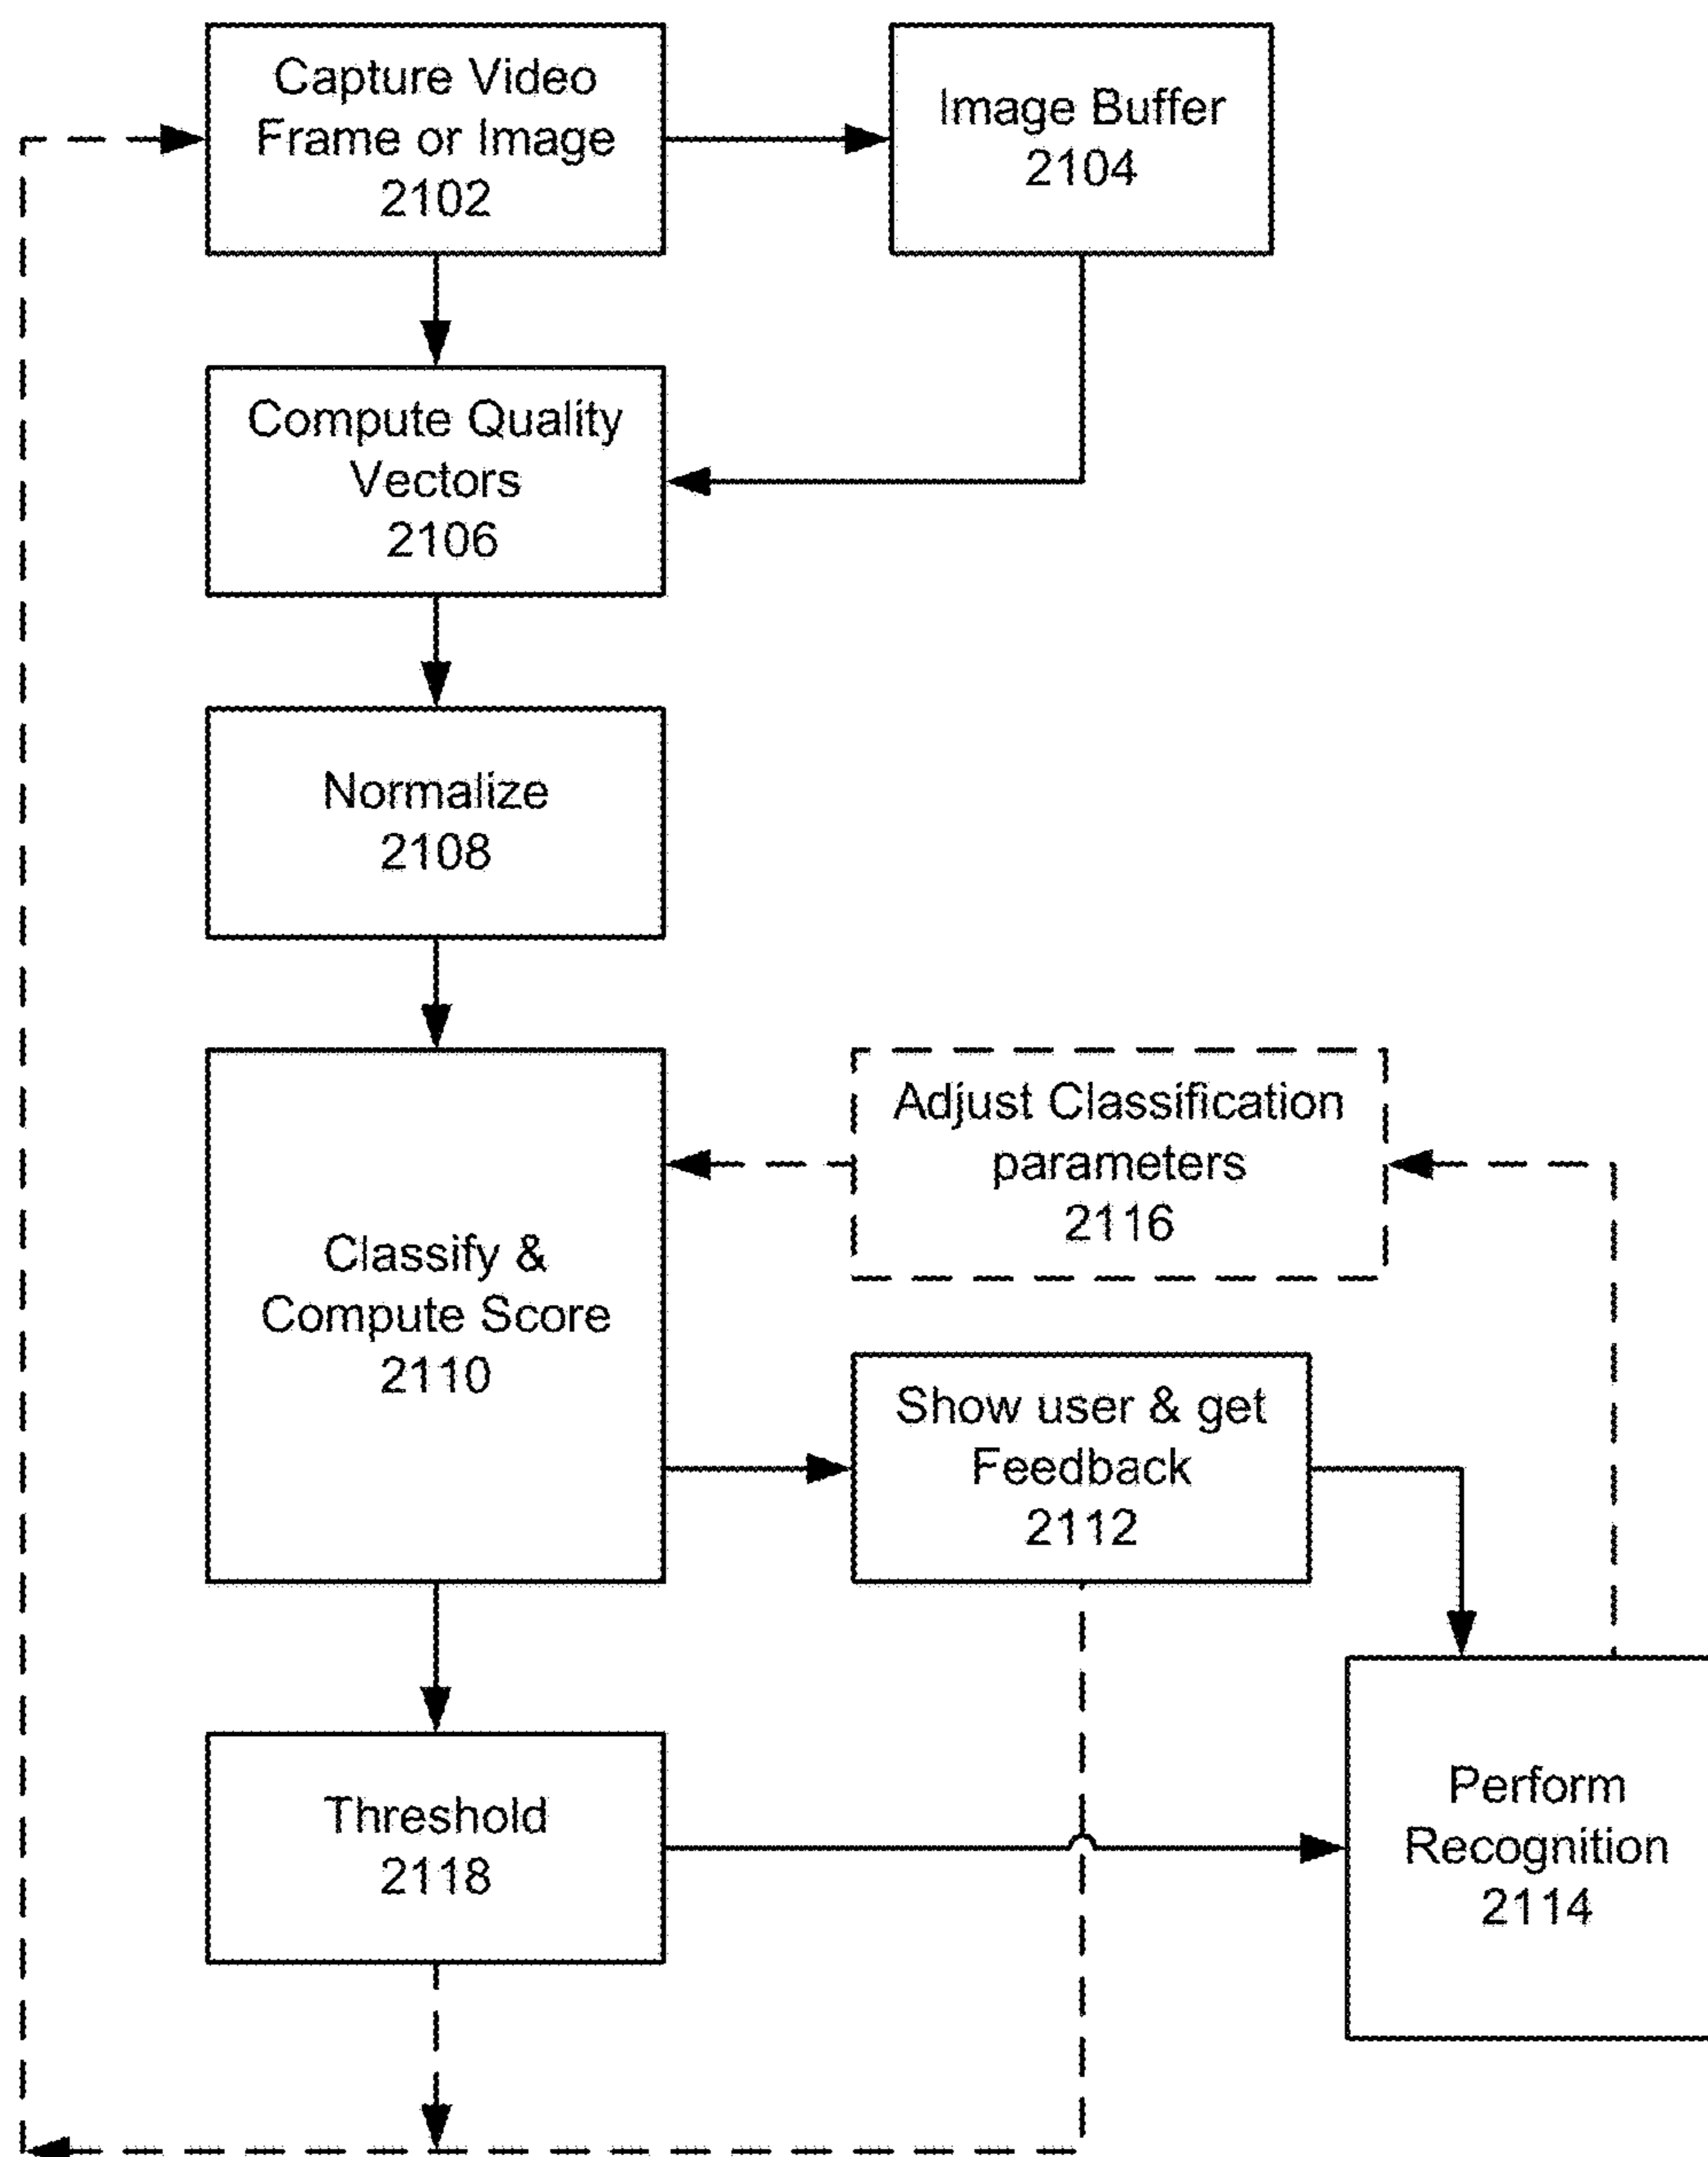 Capture Video
Frame or Image
2102
Image Buffer
2104
Compute Quality
Vectors
2106
Normalize
2108
Adjust Classification
parameters
2116
Classify &
Compute Score
2110
Show user & get
Feedback
2112
Threshold
2118
Perform
Recognition
2114